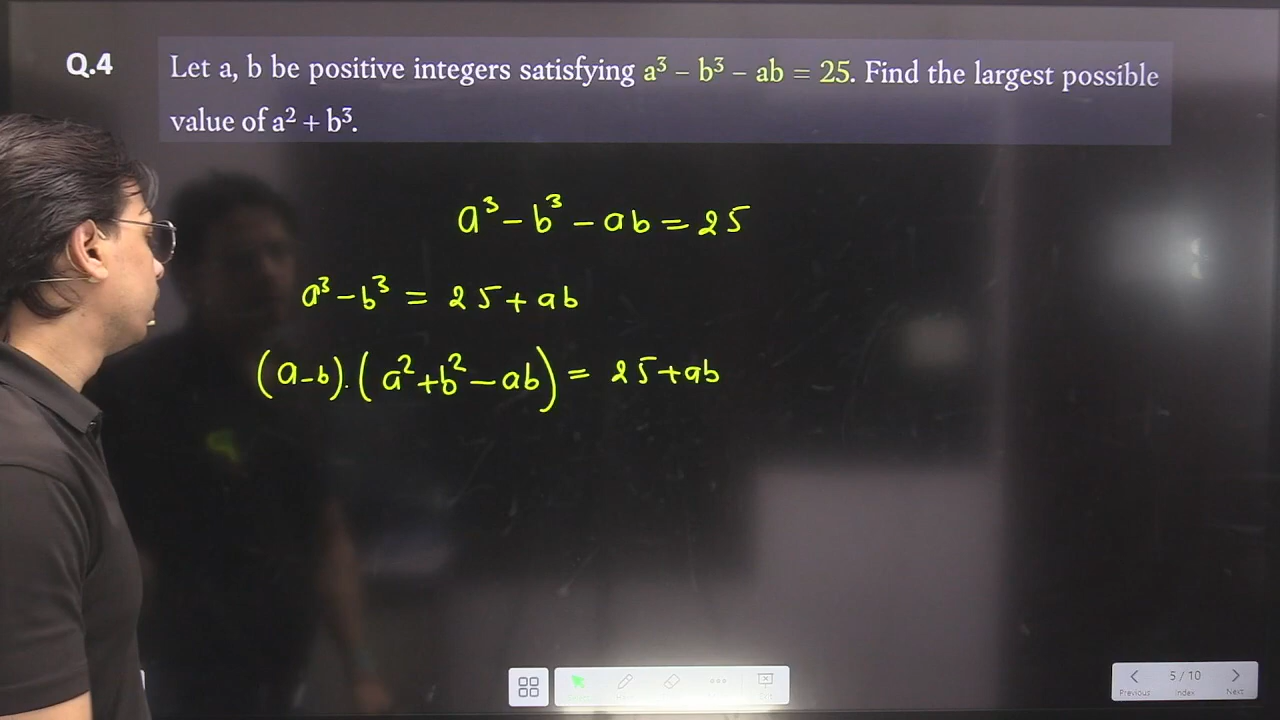 Q.4 Let a, b be positive integers satisfying a³ – b³ – ab = 25. Find the largest possible
value of a² + b³.
a³ – b³ – ab = 25
a³ – b³ = 25 + ab
(a–b).(a² + b² – ab) = 25 + ab
5 / 10
Previous Index Next